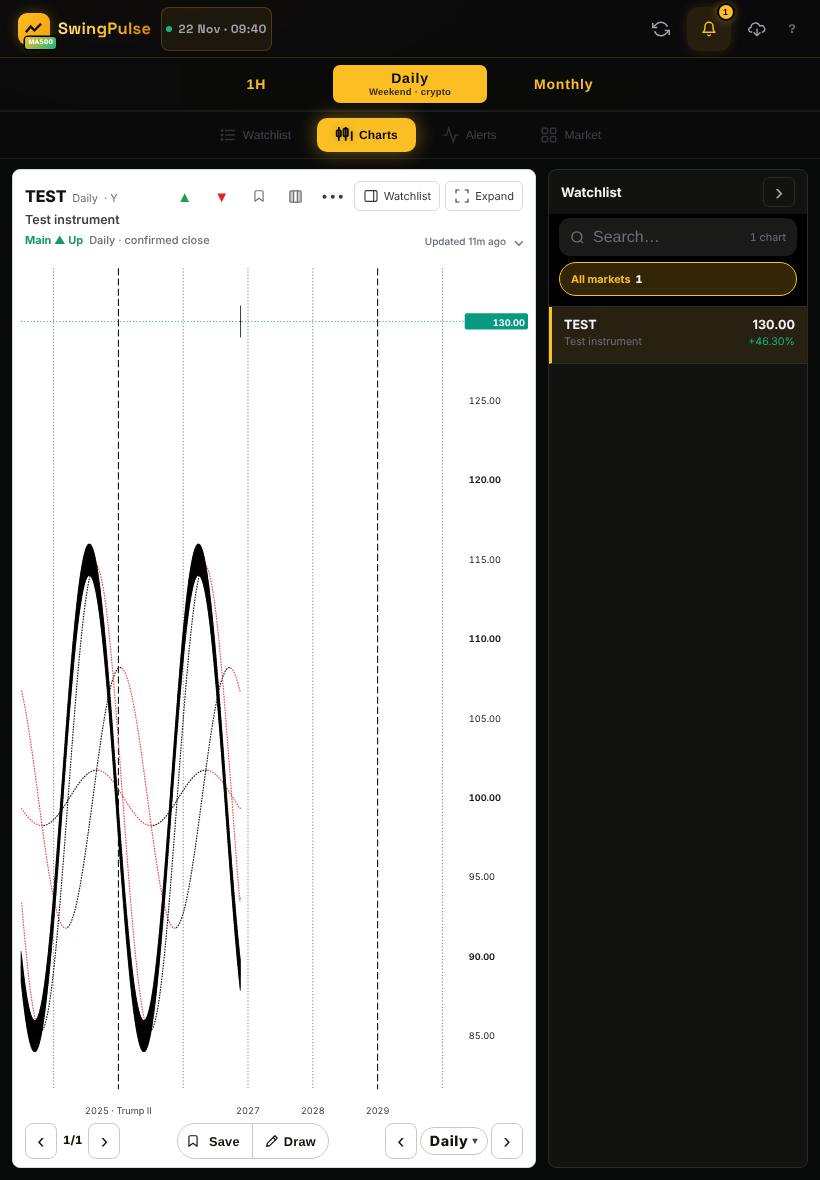 SwingPulse
MA500
22 Nov · 09:40
1
?
1H
Daily
Weekend · crypto
Monthly
Watchlist
Charts
Alerts
Market
TEST Daily · Y
Watchlist
Expand
Test instrument
Main ▲ Up Daily · confirmed close
Updated 11m ago
130.00
125.00
120.00
115.00
110.00
105.00
100.00
95.00
90.00
85.00
2025 · Trump II
2027
2028
2029
‹
1/1
›
Save
Draw
‹
Daily ▾
›
Watchlist
›
Search…
1 chart
All markets 1
TEST
130.00
Test instrument
+46.30%